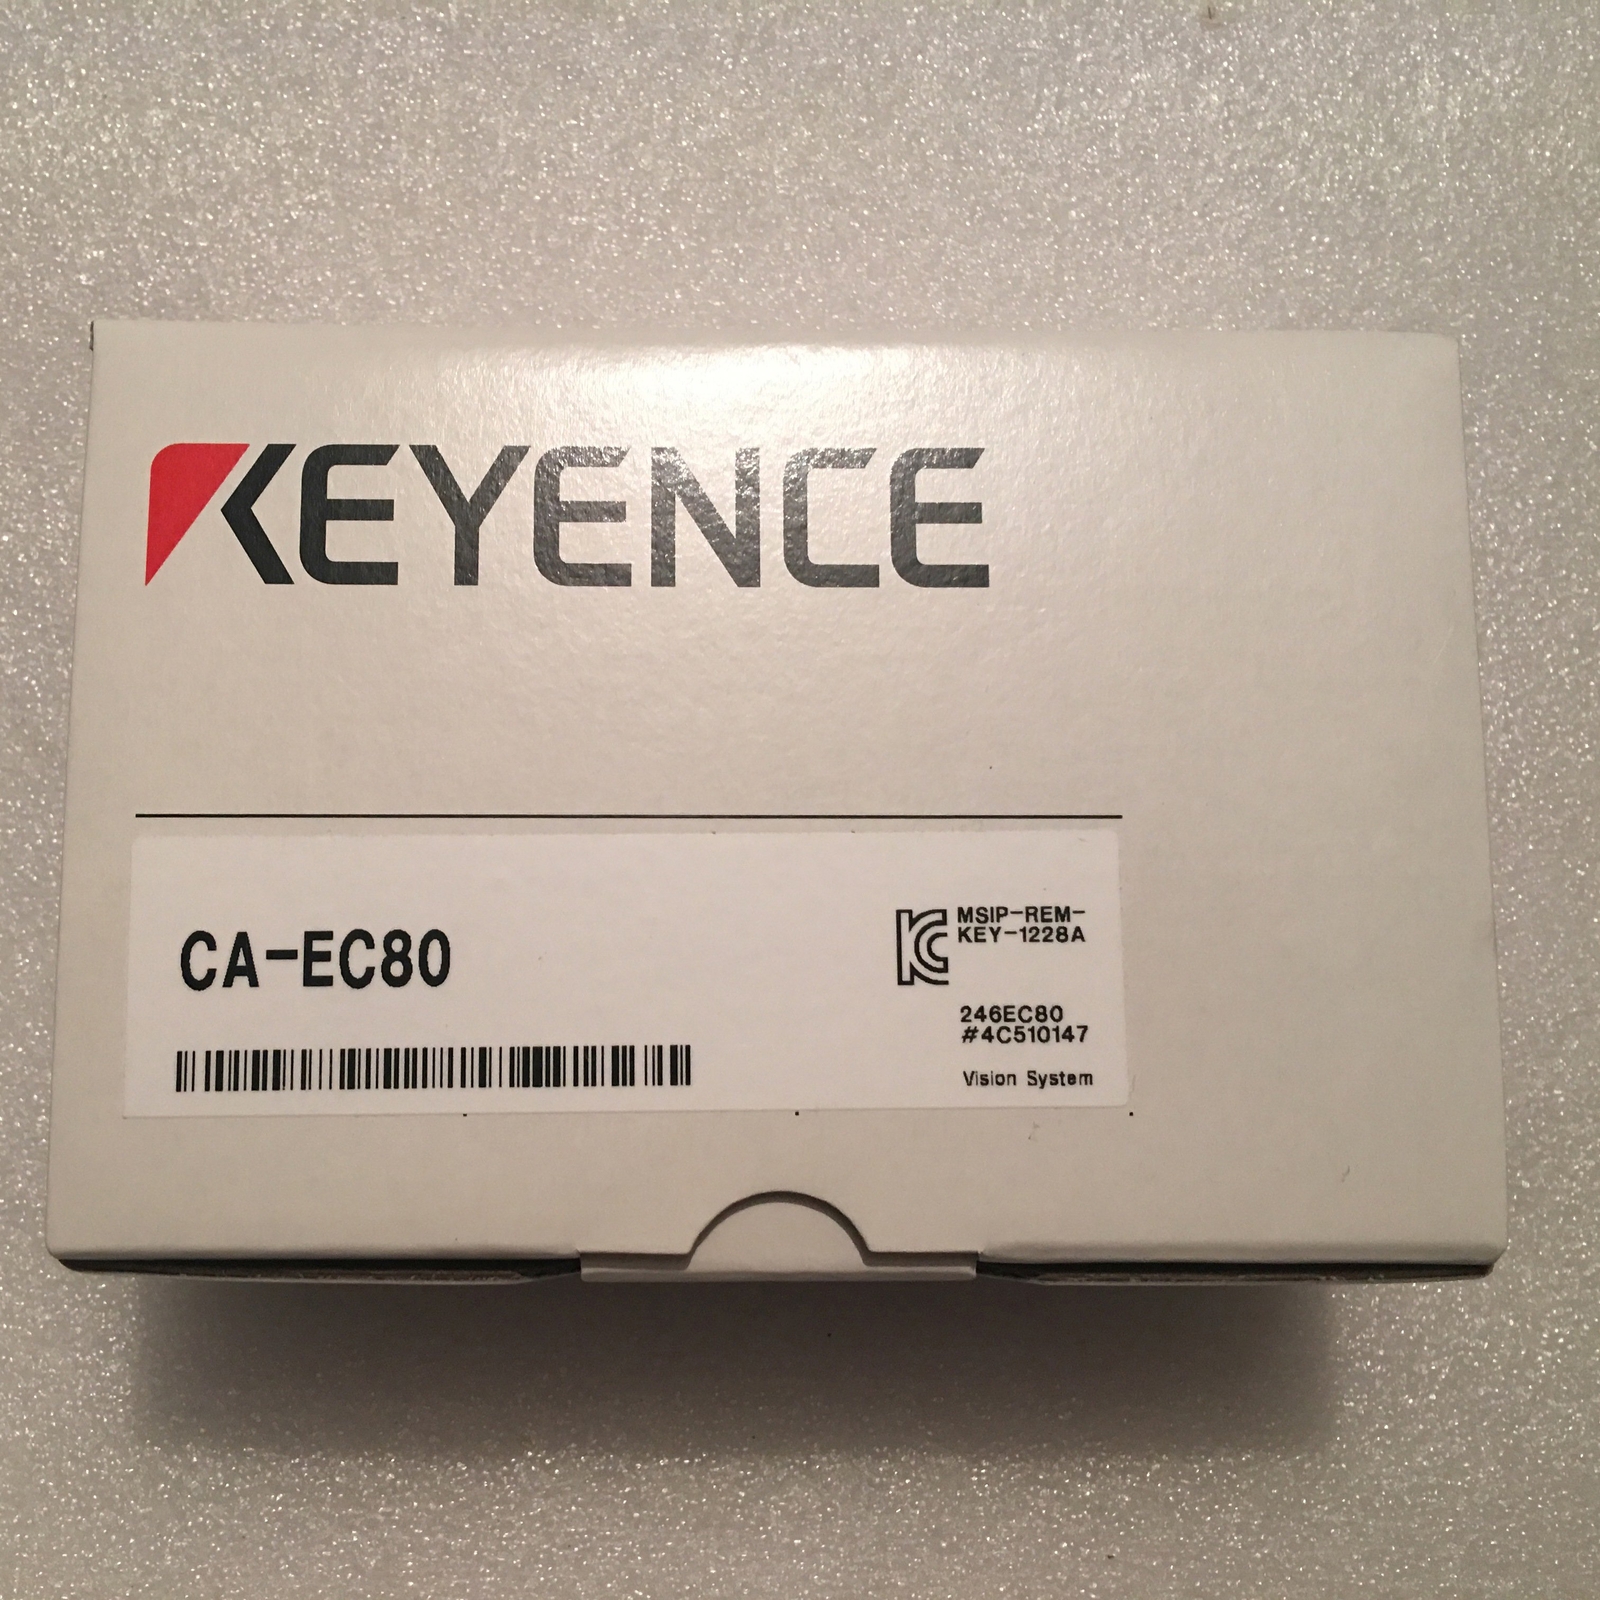 KEYENCE
CA-EC80
MSIP-REM-
KEY-1228A
246EC80
#4C510147
Vision System